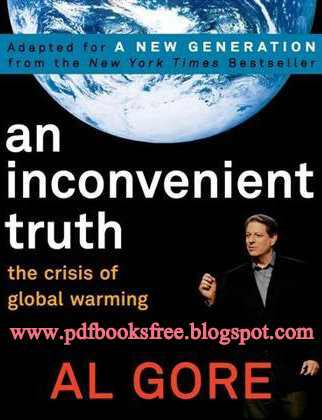 Adapted for A NEW GENERATION
from the New York Times Bestseller
an
inconvenient
truth
the crisis of
global warming
www.pdfbooksfree.blogspot.com
AL GORE